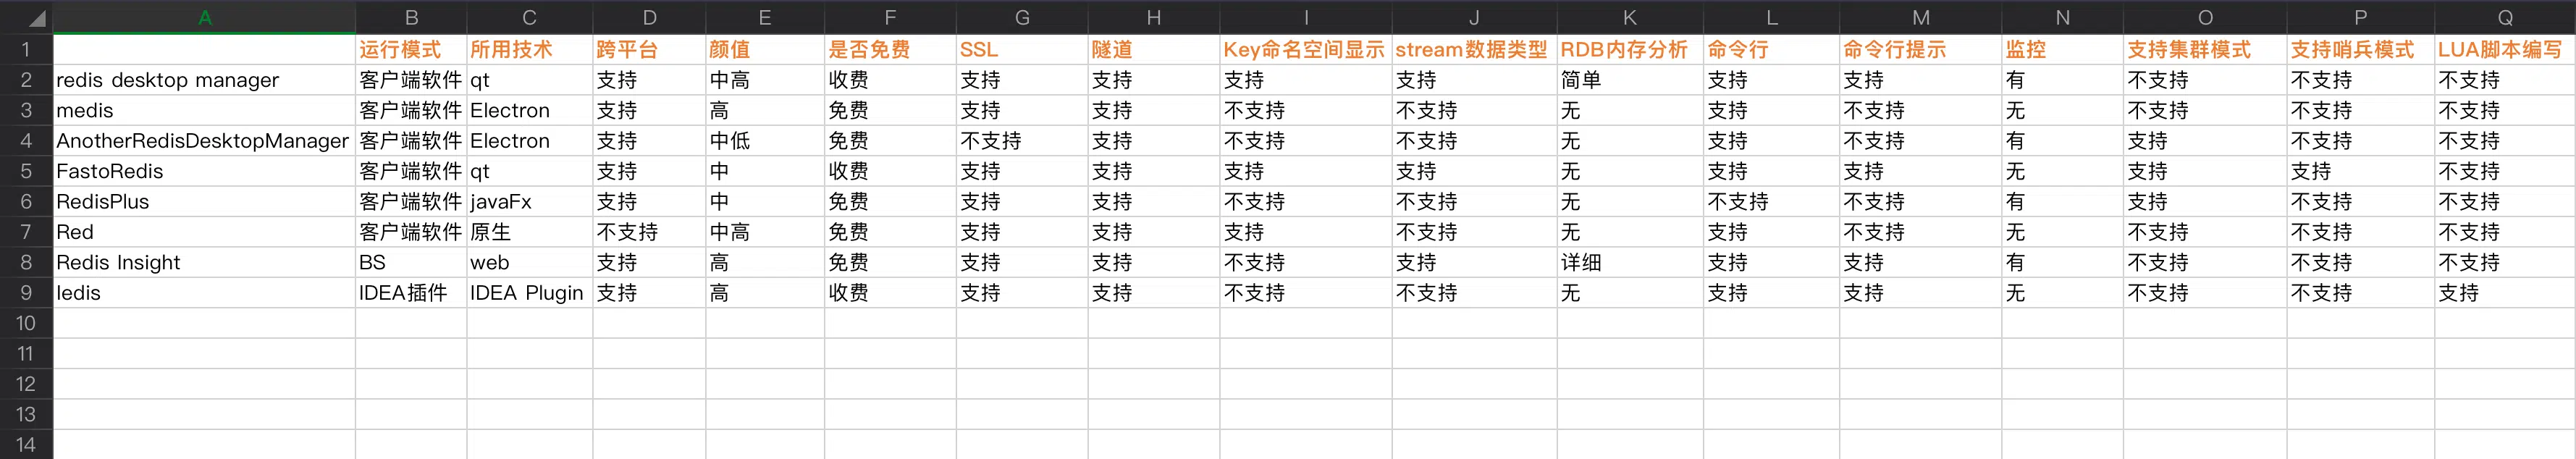 A B C D E F G H I J K L M N O P Q
1 运行模式 所用技术 跨平台 颜值 是否免费 SSL 隧道 Key命名空间显示 stream数据类型 RDB内存分析 命令行 命令行提示 监控 支持集群模式 支持哨兵模式 LUA脚本编写
2 redis desktop manager 客户端软件 qt 支持 中高 收费 支持 支持 支持 支持 简单 支持 支持 有 不支持 不支持 不支持
3 medis 客户端软件 Electron 支持 高 免费 支持 支持 不支持 不支持 无 支持 不支持 无 不支持 不支持 不支持
4 AnotherRedisDesktopManager 客户端软件 Electron 支持 中低 免费 不支持 支持 不支持 不支持 无 支持 不支持 有 支持 不支持 不支持
5 FastoRedis 客户端软件 qt 支持 中 收费 支持 支持 支持 支持 无 支持 支持 无 支持 支持 不支持
6 RedisPlus 客户端软件 javaFx 支持 中 免费 支持 支持 不支持 不支持 无 不支持 不支持 有 支持 不支持 不支持
7 Red 客户端软件 原生 不支持 中高 免费 支持 支持 支持 不支持 无 支持 不支持 无 不支持 不支持 不支持
8 Redis Insight BS web 支持 高 免费 支持 支持 不支持 支持 详细 支持 支持 有 不支持 不支持 不支持
9 Iedis IDEA插件 IDEA Plugin 支持 高 收费 支持 支持 不支持 不支持 无 支持 支持 无 不支持 不支持 支持
10
11
12
13
14